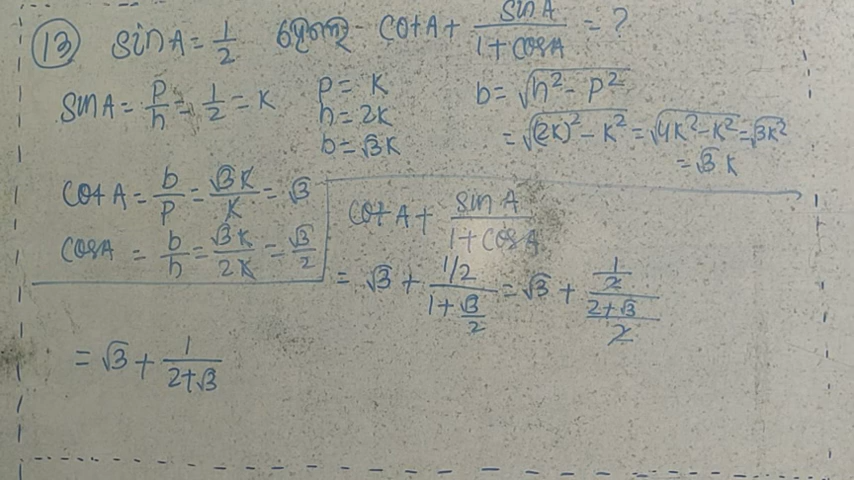 (13) sinA = 1/2 ହେଲେ cotA + sinA/(1+cosA) = ?
SinA = p/h = 1/2 = K
p = K
h = 2K
b = √3K
b = √(h² - p²)
= √((2K)² - K²) = √(4K² - K²) = √(3K²)
= √3 K
CotA = b/p = √3K/K = √3
CosA = b/h = √3K/2K = √3/2
CotA + sinA/(1+CosA)
= √3 + (1/2)/(1+√3/2) = √3 + (1/2)/((2+√3)/2)
= √3 + 1/(2+√3)